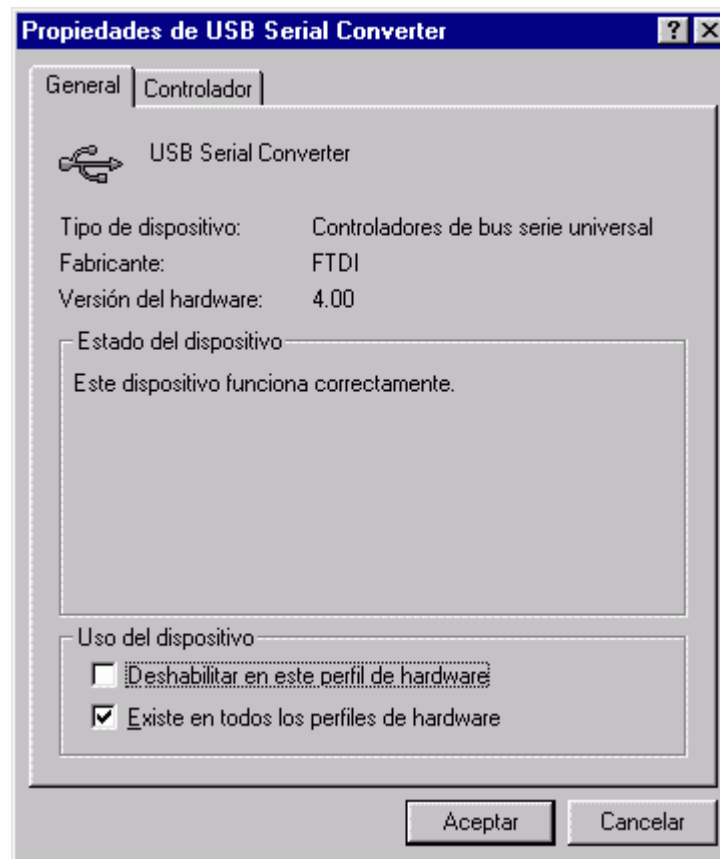 Propiedades de USB Serial Converter
General Controlador
USB Serial Converter
Tipo de dispositivo: Controladores de bus serie universal
Fabricante: FTDI
Versión del hardware: 4.00
Estado del dispositivo
Este dispositivo funciona correctamente.
Uso del dispositivo
Deshabilitar en este perfil de hardware
Existe en todos los perfiles de hardware
Aceptar Cancelar